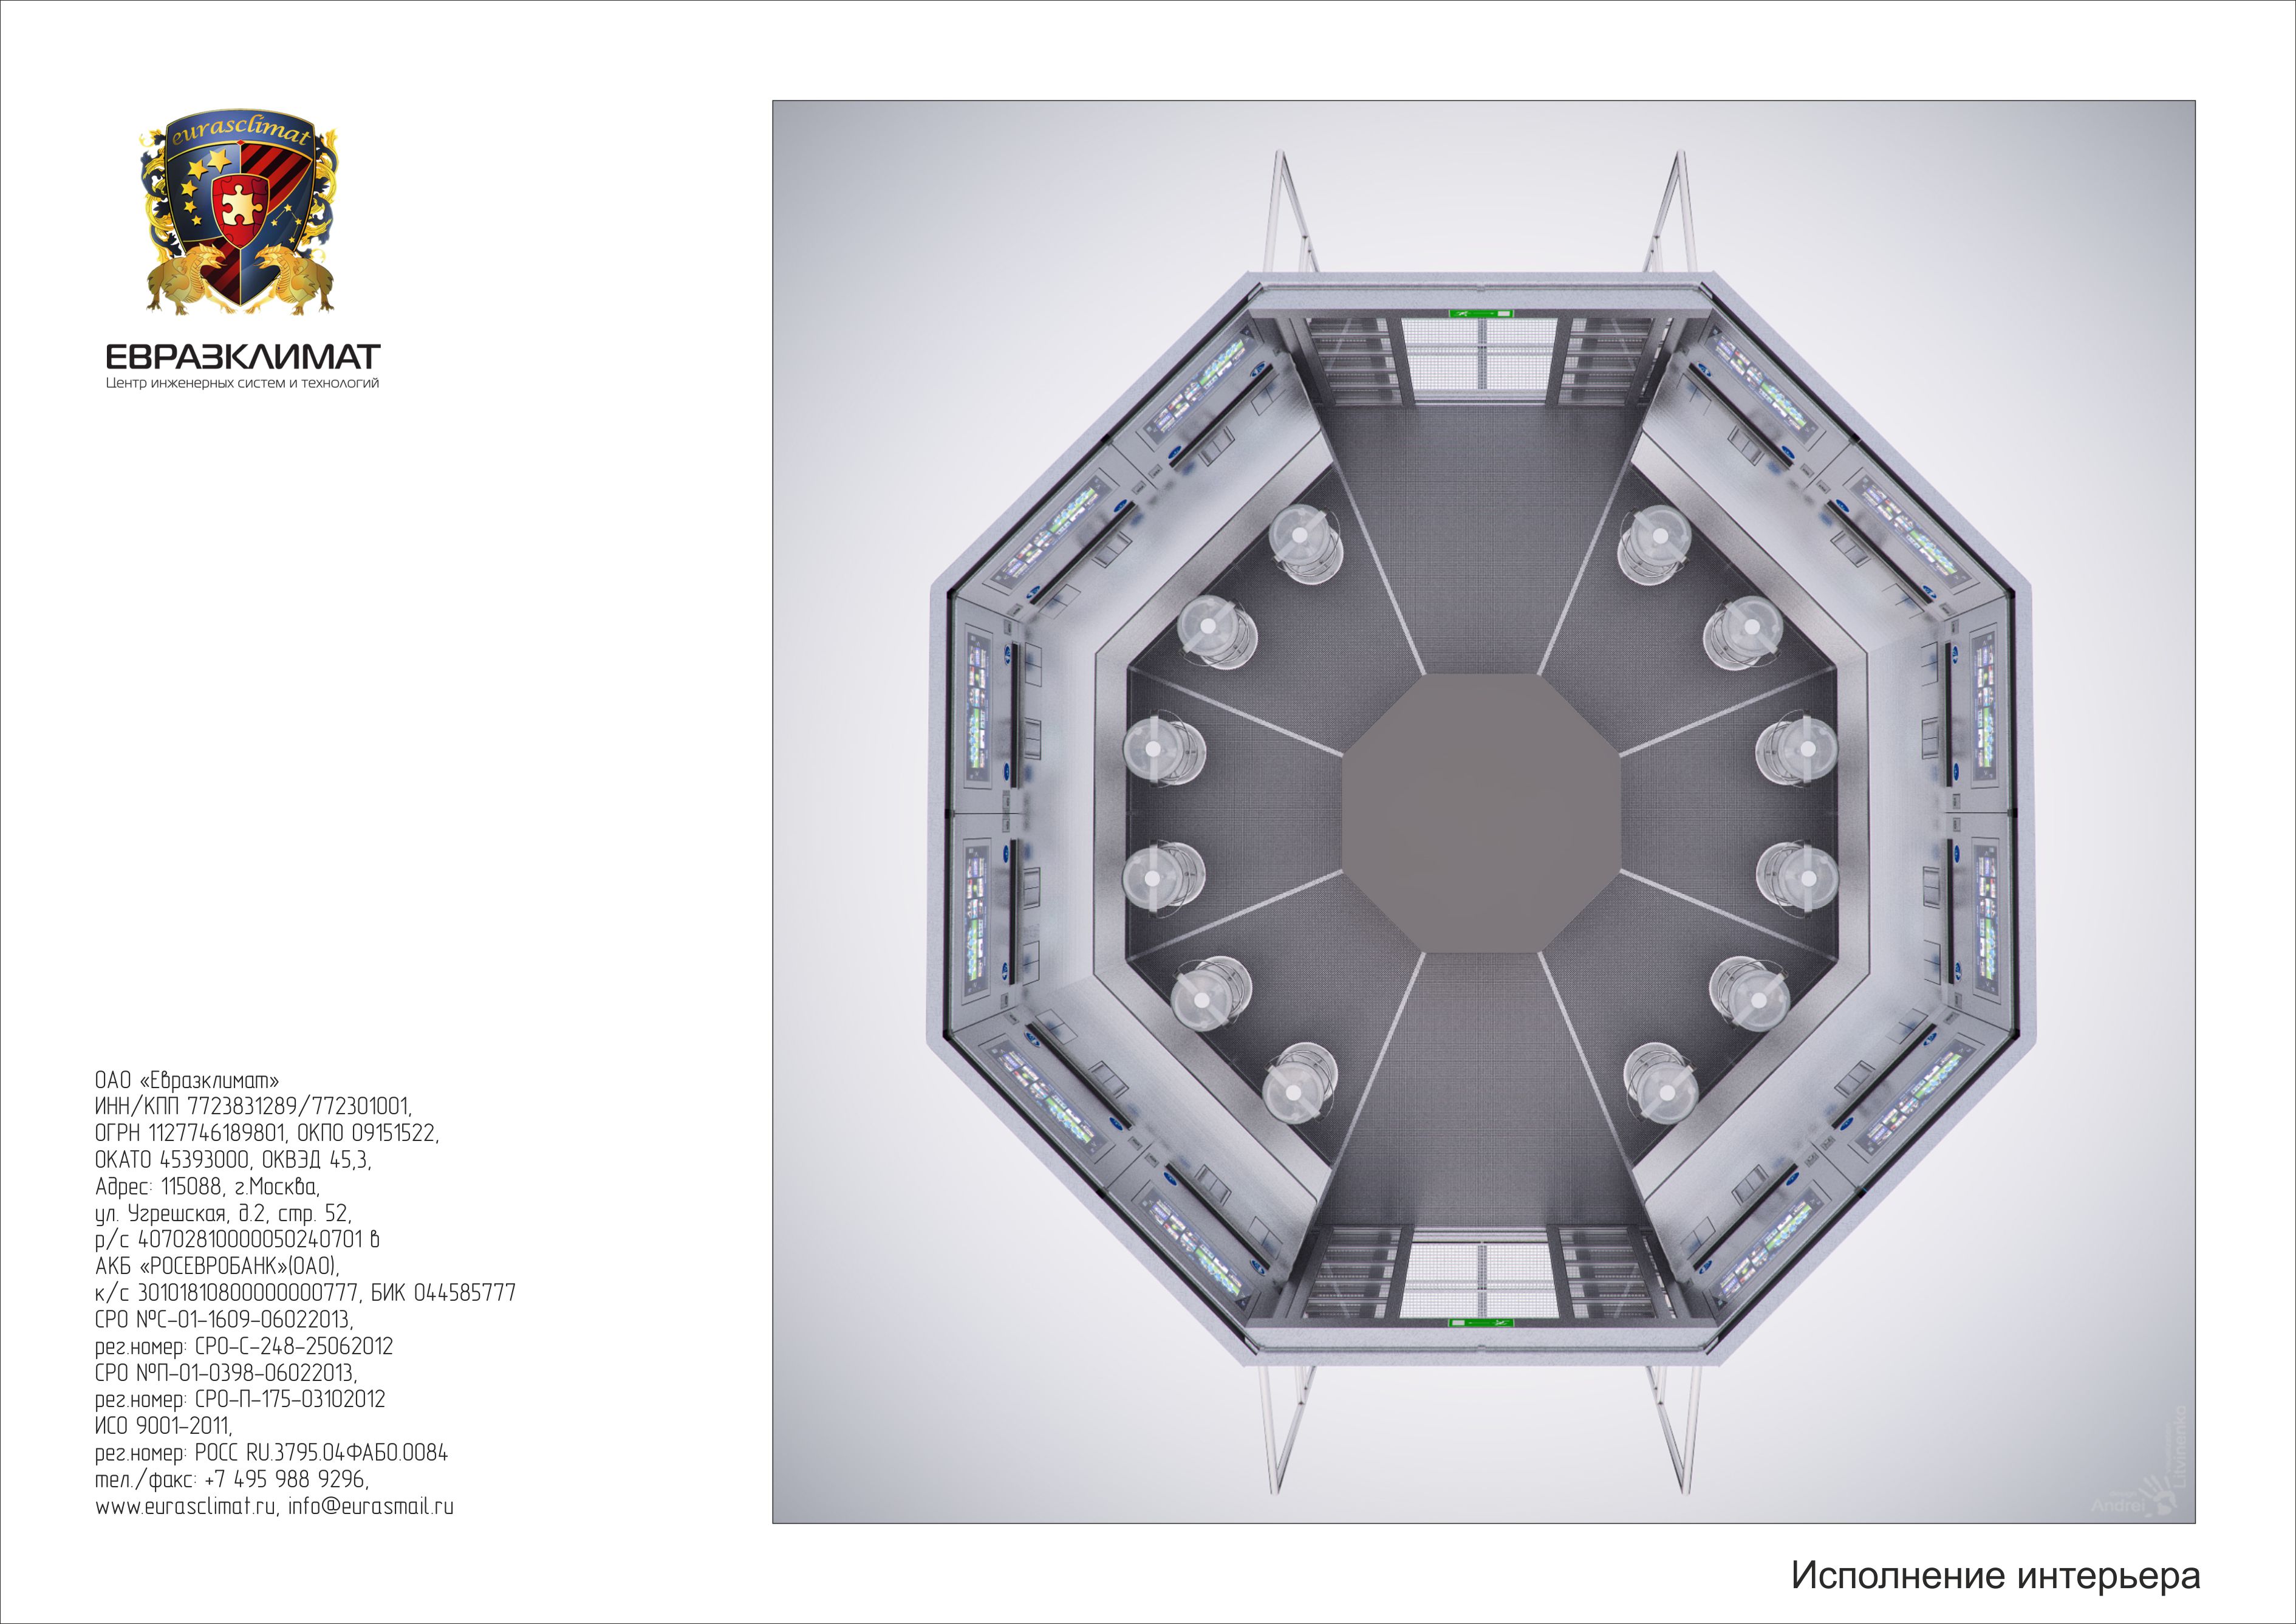 eurasclimat
ЕВРАЗКЛИМАТ
Центр инженерных систем и технологий
ОАО «Евразклимат»
ИНН/КПП 7723831289/772301001,
ОГРН 1127746189801, ОКПО 09151522,
ОКАТО 45393000, ОКВЭД 45,3,
Адрес: 115088, г.Москва,
ул. Угрешская, д.2, стр. 52,
р/с 40702810000050240701 в
АКБ «РОСЕВРОБАНК»(ОАО),
к/с 30101810800000000777, БИК 044585777
СРО №С-01-1609-06022013,
рег.номер: СРО-С-248-25062012
СРО №П-01-0398-06022013,
рег.номер: СРО-П-175-03102012
ИСО 9001-2011,
рег.номер: РОСС RU.3795.04ФАБ0.0084
тел./факс: +7 495 988 9296,
www.eurasclimat.ru, info@eurasmail.ru
Andrei
Litvinenko
Исполнение интерьера